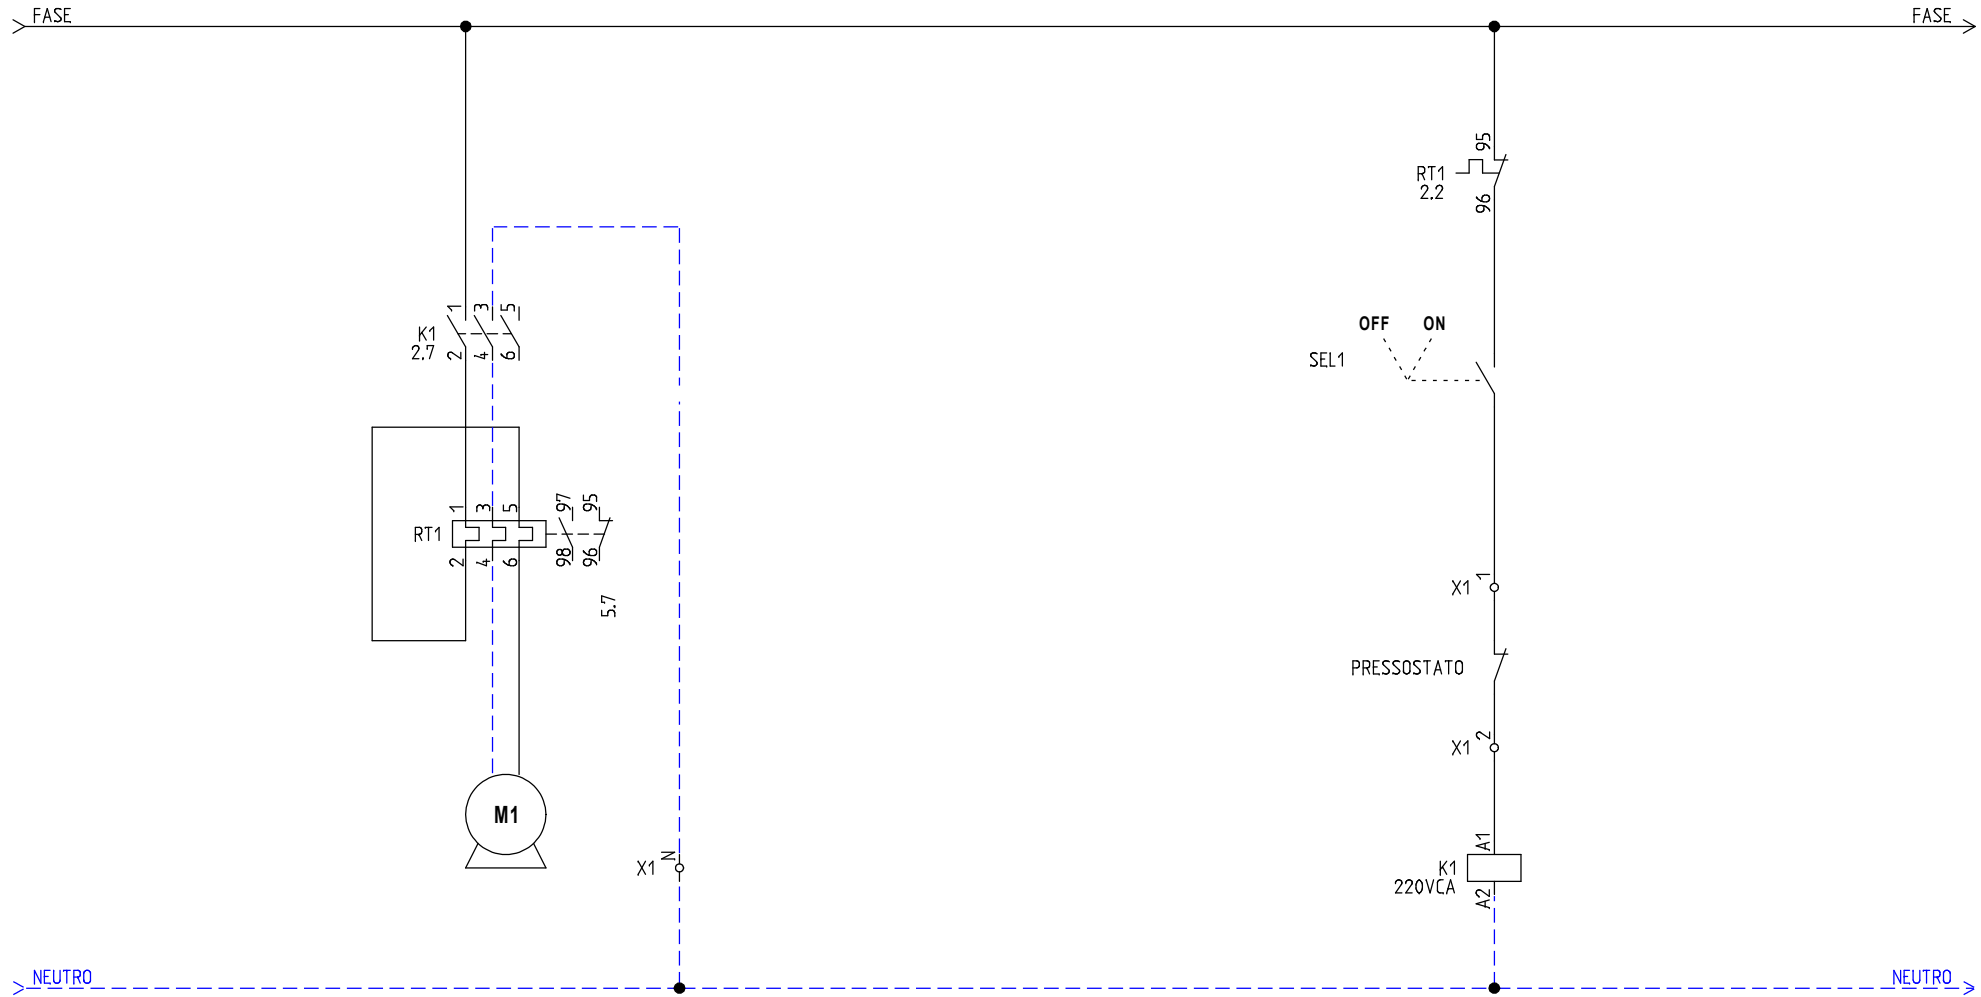 FASE
FASE
95
RT1
2.2
96
1 3 5
K1
2.7
2 4 6
OFF ON
SEL1
1 3 5 97 95
RT1
2 4 6 98 96
5.7
X1 1
PRESSOSTATO
X1 2
M1
X1 N
A1
K1
220VCA
A2
NEUTRO
NEUTRO